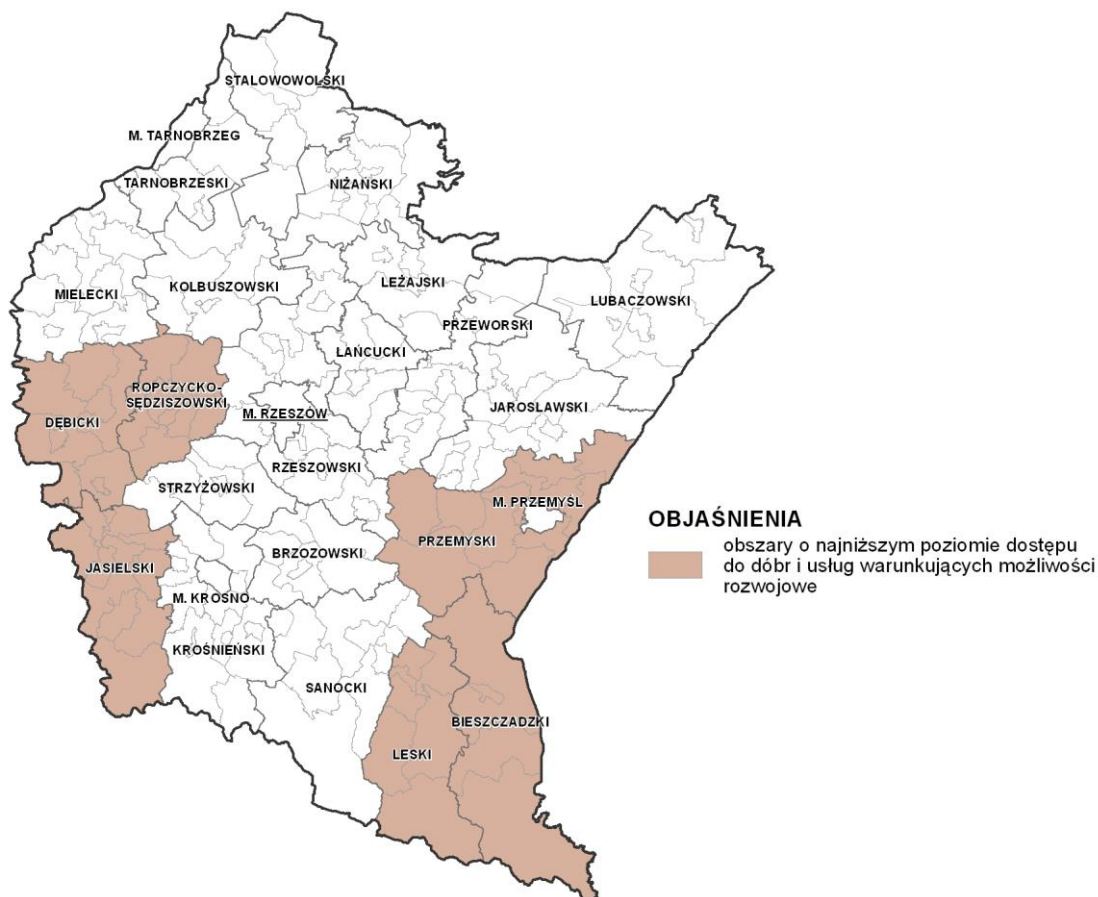 STALOWOWOLSKI
M. TARNOBRZEG
TARNOBRZESKI
NIŻAŃSKI
MIELECKI
KOLBUSZOWSKI
LEŻAJSKI
LUBACZOWSKI
PRZEWORSKI
ŁAŃCUCKI
ROPCZYCKO-
SĘDZISZOWSKI
DĘBICKI
M. RZESZÓW
JAROSŁAWSKI
RZESZOWSKI
STRZYŻOWSKI
M. PRZEMYŚL
PRZEMYSKI
BRZOZOWSKI
JASIELSKI
M. KROSNO
KROŚNIEŃSKI
SANOCKI
BIESZCZADZKI
LESKI
OBJAŚNIENIA
obszary o najniższym poziomie dostępu
do dóbr i usług warunkujących możliwości
rozwojowe